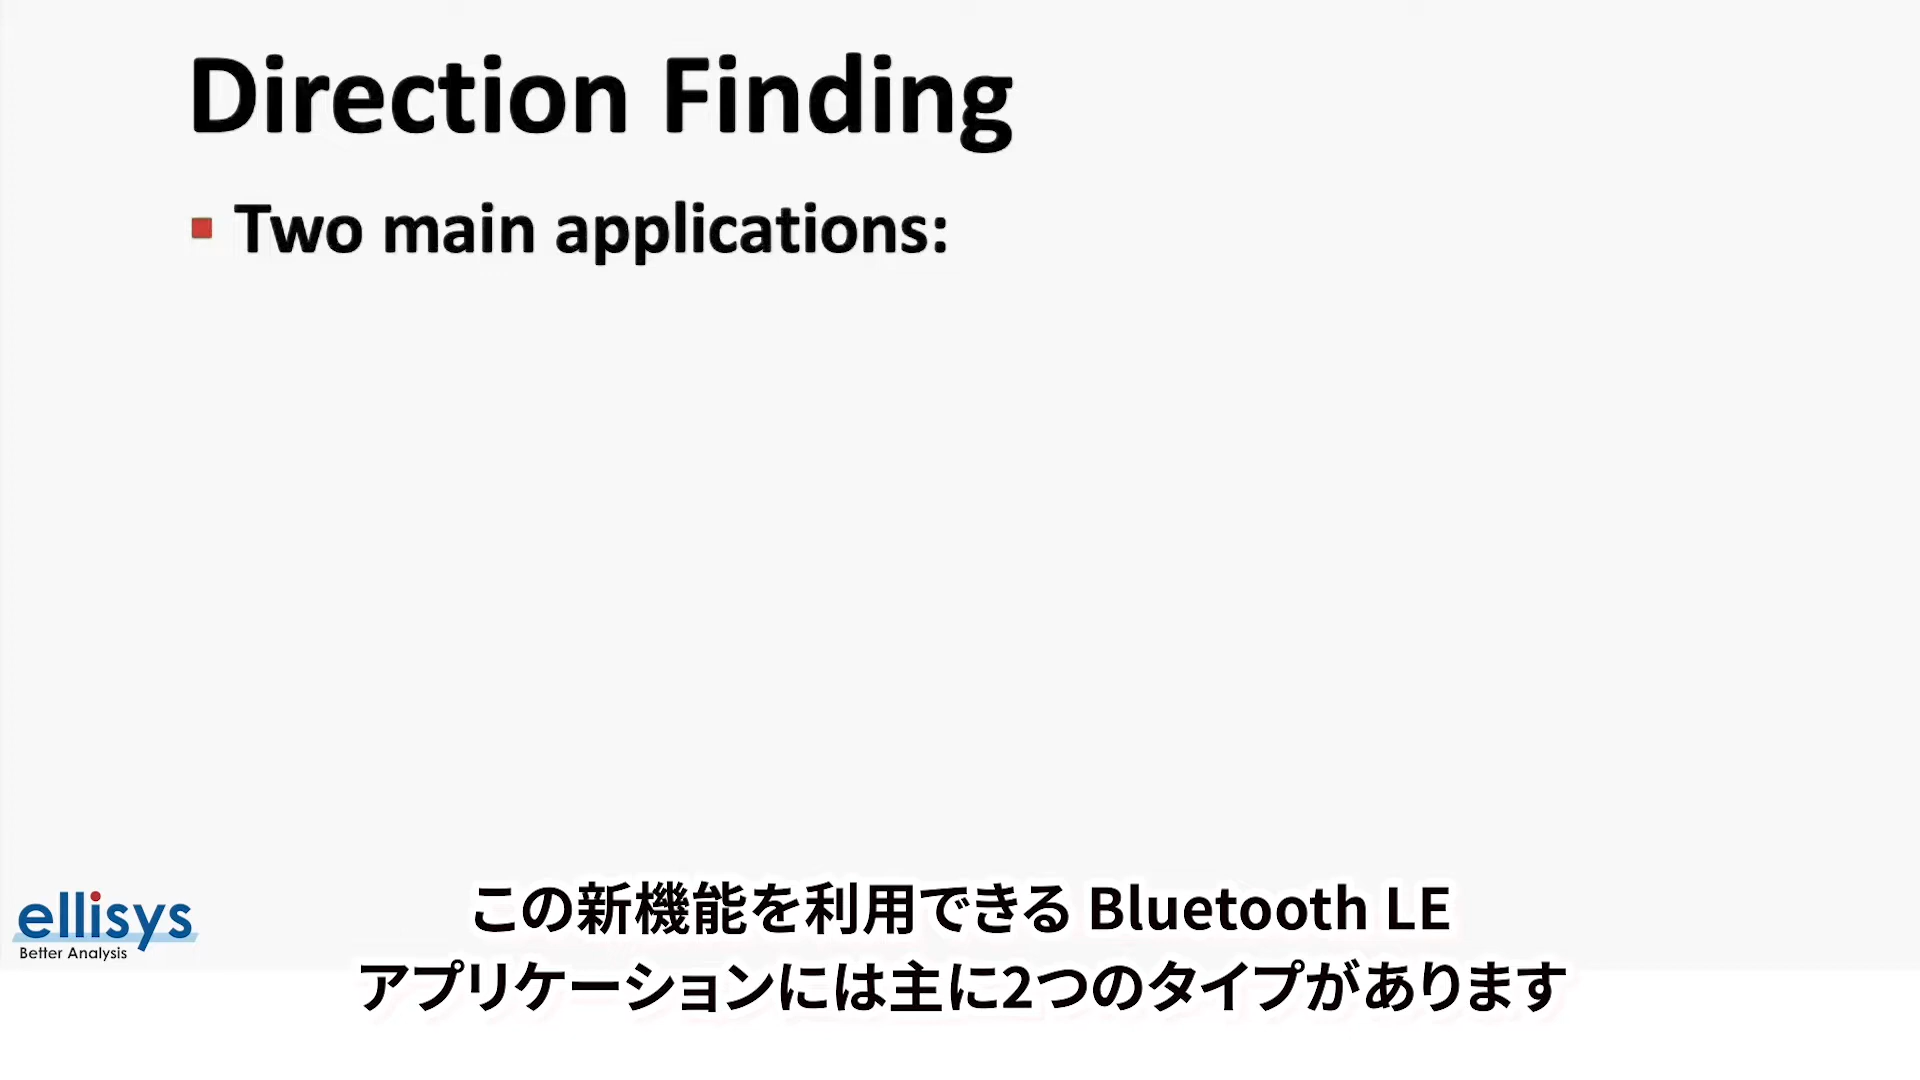 Direction Finding
Two main applications:
ellisys
Better Analysis
この新機能を利用できる Bluetooth LE
アプリケーションには主に2つのタイプがあります